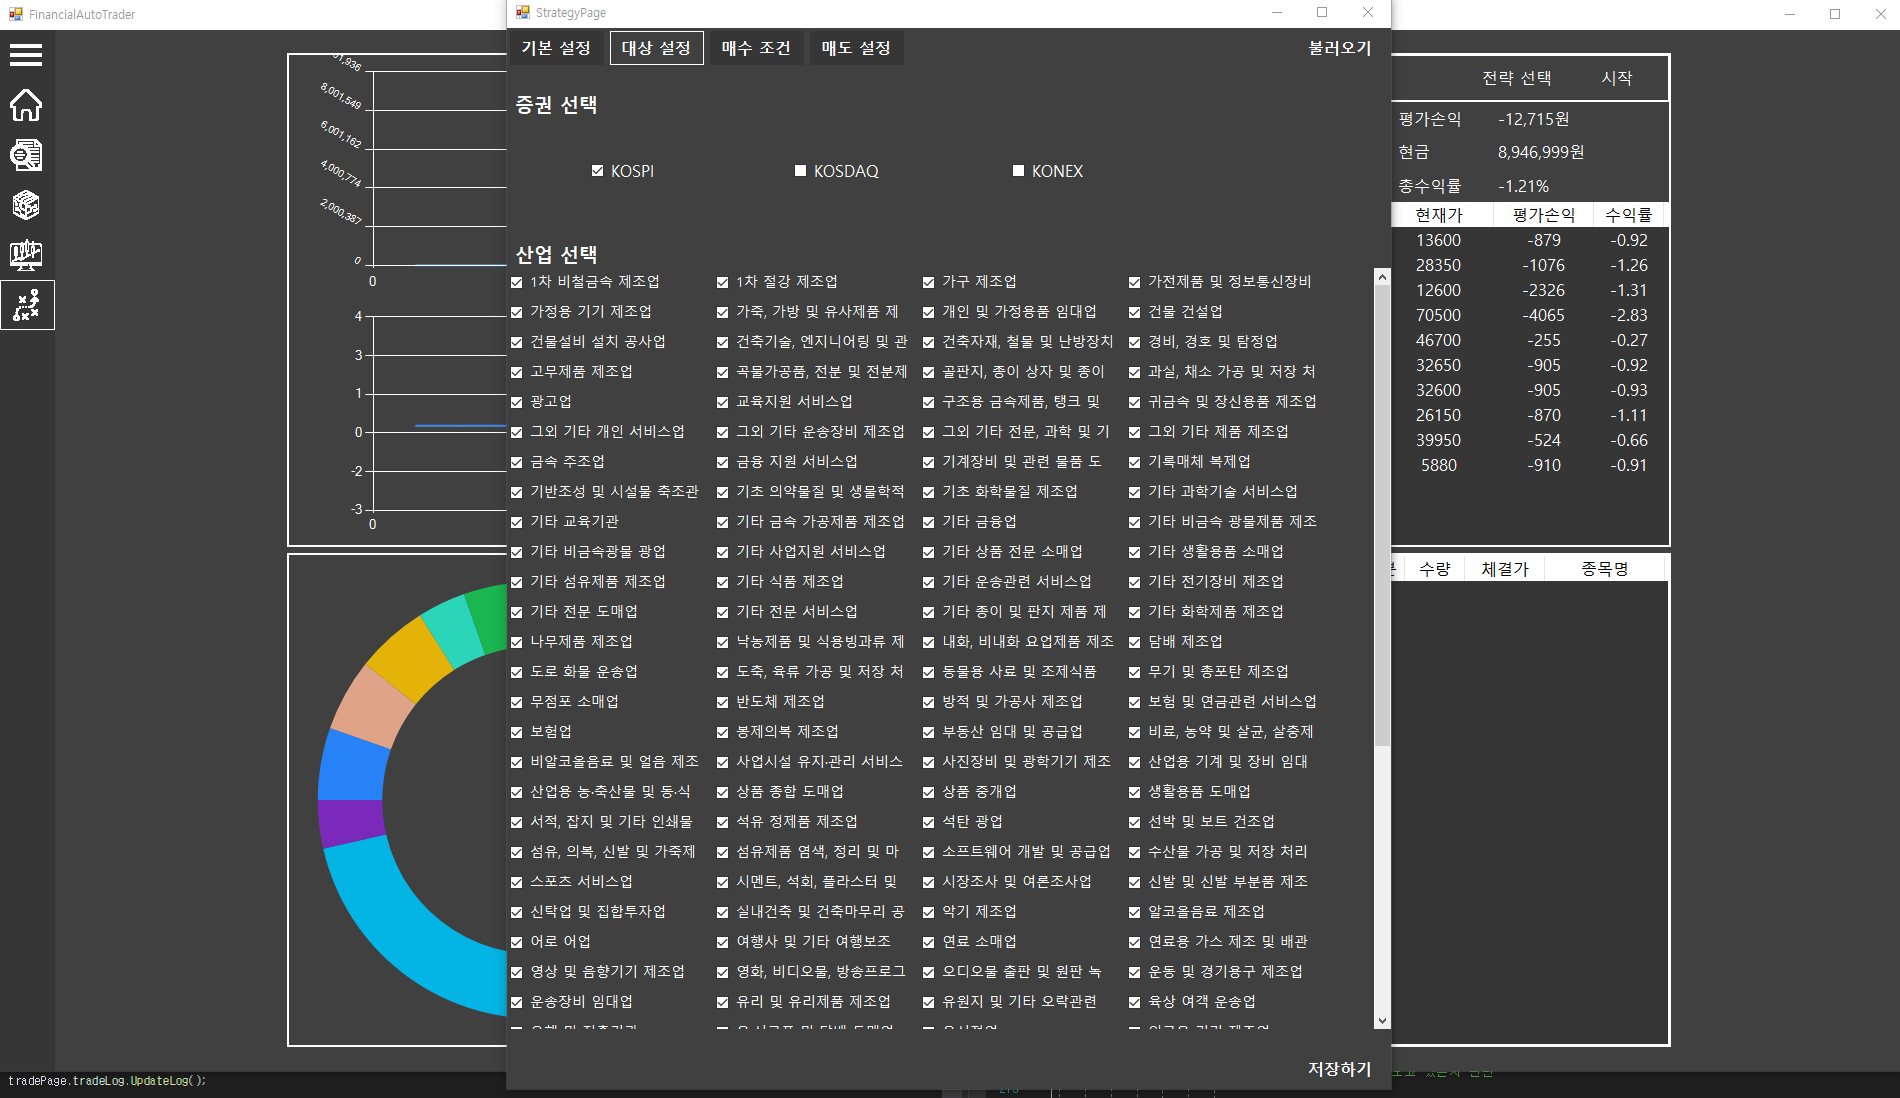 FinancialAutoTrader
StrategyPage
기본 설정 대상 설정 매수 조건 매도 설정 불러오기
증권 선택
KOSPI KOSDAQ KONEX
산업 선택
1차 비철금속 제조업 1차 철강 제조업 가구 제조업 가전제품 및 정보통신장비
가정용 기기 제조업 가죽, 가방 및 유사제품 제 개인 및 가정용품 임대업 건물 건설업
건물설비 설치 공사업 건축기술, 엔지니어링 및 관 건축자재, 철물 및 난방장치 경비, 경호 및 탐정업
고무제품 제조업 곡물가공품, 전분 및 전분제 골판지, 종이 상자 및 종이 과실, 채소 가공 및 저장 처
광고업 교육지원 서비스업 구조용 금속제품, 탱크 및 귀금속 및 장신용품 제조업
그외 기타 개인 서비스업 그외 기타 운송장비 제조업 그외 기타 전문, 과학 및 기 그외 기타 제품 제조업
금속 주조업 금융 지원 서비스업 기계장비 및 관련 물품 도 기록매체 복제업
기반조성 및 시설물 축조관 기초 의약물질 및 생물학적 기초 화학물질 제조업 기타 과학기술 서비스업
기타 교육기관 기타 금속 가공제품 제조업 기타 금융업 기타 비금속 광물제품 제조
기타 비금속광물 광업 기타 사업지원 서비스업 기타 상품 전문 소매업 기타 생활용품 소매업
기타 섬유제품 제조업 기타 식품 제조업 기타 운송관련 서비스업 기타 전기장비 제조업
기타 전문 도매업 기타 전문 서비스업 기타 종이 및 판지 제품 제 기타 화학제품 제조업
나무제품 제조업 낙농제품 및 식용빙과류 제 내화, 비내화 요업제품 제조 담배 제조업
도로 화물 운송업 도축, 육류 가공 및 저장 처 동물용 사료 및 조제식품 무기 및 총포탄 제조업
무점포 소매업 반도체 제조업 방적 및 가공사 제조업 보험 및 연금관련 서비스업
보험업 봉제의복 제조업 부동산 임대 및 공급업 비료, 농약 및 살균, 살충제
비알코올음료 및 얼음 제조 사업시설 유지·관리 서비스 사진장비 및 광학기기 제조 산업용 기계 및 장비 임대
산업용 농·축산물 및 동·식 상품 종합 도매업 상품 중개업 생활용품 도매업
서적, 잡지 및 기타 인쇄물 석유 정제품 제조업 석탄 광업 선박 및 보트 건조업
섬유, 의복, 신발 및 가죽제 섬유제품 염색, 정리 및 마 소프트웨어 개발 및 공급업 수산물 가공 및 저장 처리
스포츠 서비스업 시멘트, 석회, 플라스터 및 시장조사 및 여론조사업 신발 및 신발 부분품 제조
신탁업 및 집합투자업 실내건축 및 건축마무리 공 악기 제조업 알코올음료 제조업
어로 어업 여행사 및 기타 여행보조 연료 소매업 연료용 가스 제조 및 배관
영상 및 음향기기 제조업 영화, 비디오물, 방송프로그 오디오물 출판 및 원판 녹 운동 및 경기용구 제조업
운송장비 임대업 유리 및 유리제품 제조업 유원지 및 기타 오락관련 육상 여객 운송업
저장하기
8,001,549
6,001,162
4,000,774
2,000,387
0
0
4
3
1
0
-2
-3
0
전략 선택 시작
평가손익 -12,715원
현금 8,946,999원
총수익률 -1.21%
현재가 평가손익 수익률
13600 -879 -0.92
28350 -1076 -1.26
12600 -2326 -1.31
70500 -4065 -2.83
46700 -255 -0.27
32650 -905 -0.92
32600 -905 -0.93
26150 -870 -1.11
39950 -524 -0.66
5880 -910 -0.91
수량 체결가 종목명
tradePage.tradeLog.UpdateLog();